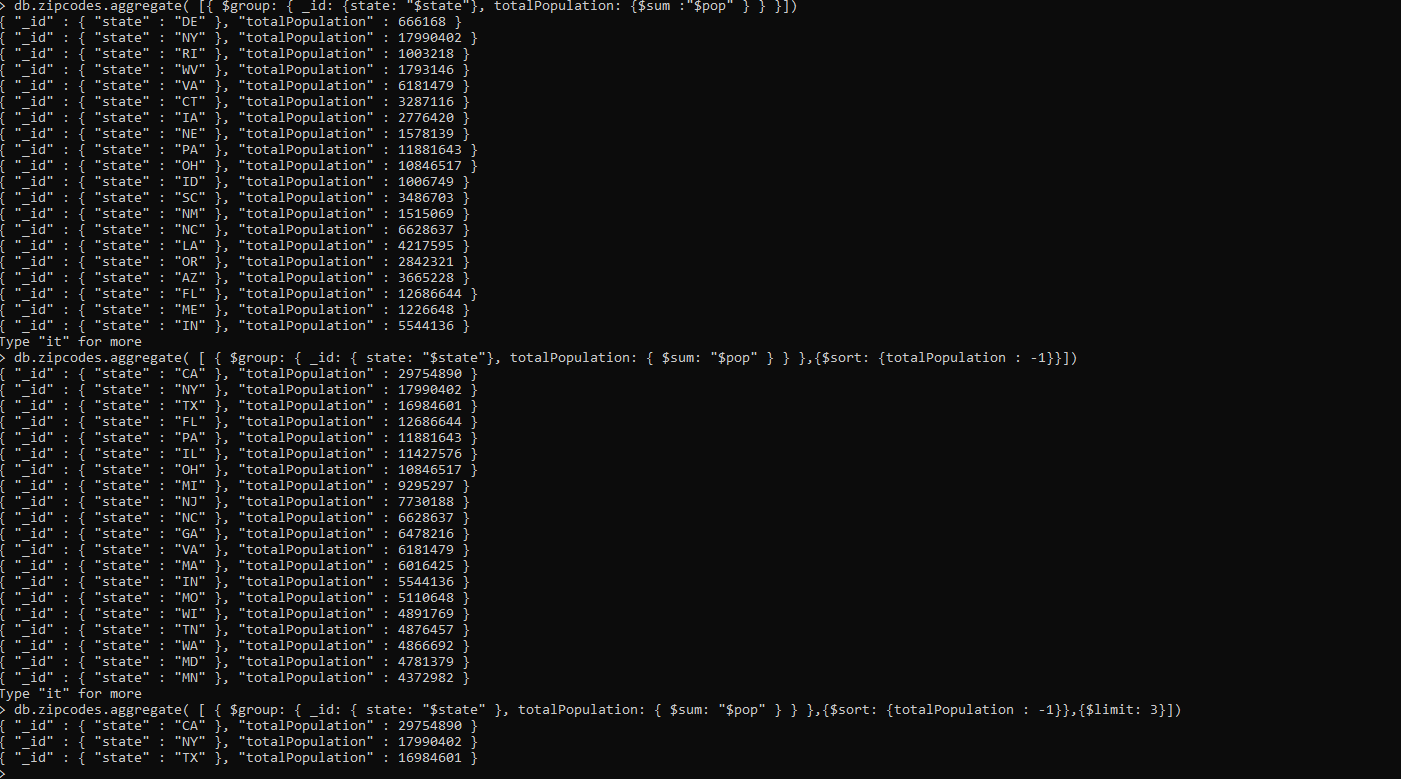 > db.zipcodes.aggregate( [{ $group: { _id: {state: "$state"}, totalPopulation: {$sum :"$pop" } } }])
{ "_id" : { "state" : "DE" }, "totalPopulation" : 666168 }
{ "_id" : { "state" : "NY" }, "totalPopulation" : 17990402 }
{ "_id" : { "state" : "RI" }, "totalPopulation" : 1003218 }
{ "_id" : { "state" : "WV" }, "totalPopulation" : 1793146 }
{ "_id" : { "state" : "VA" }, "totalPopulation" : 6181479 }
{ "_id" : { "state" : "CT" }, "totalPopulation" : 3287116 }
{ "_id" : { "state" : "IA" }, "totalPopulation" : 2776420 }
{ "_id" : { "state" : "NE" }, "totalPopulation" : 1578139 }
{ "_id" : { "state" : "PA" }, "totalPopulation" : 11881643 }
{ "_id" : { "state" : "OH" }, "totalPopulation" : 10846517 }
{ "_id" : { "state" : "ID" }, "totalPopulation" : 1006749 }
{ "_id" : { "state" : "SC" }, "totalPopulation" : 3486703 }
{ "_id" : { "state" : "NM" }, "totalPopulation" : 1515069 }
{ "_id" : { "state" : "NC" }, "totalPopulation" : 6628637 }
{ "_id" : { "state" : "LA" }, "totalPopulation" : 4217595 }
{ "_id" : { "state" : "OR" }, "totalPopulation" : 2842321 }
{ "_id" : { "state" : "AZ" }, "totalPopulation" : 3665228 }
{ "_id" : { "state" : "FL" }, "totalPopulation" : 12686644 }
{ "_id" : { "state" : "ME" }, "totalPopulation" : 1226648 }
{ "_id" : { "state" : "IN" }, "totalPopulation" : 5544136 }
Type "it" for more
> db.zipcodes.aggregate( [ { $group: { _id: { state: "$state"}, totalPopulation: { $sum: "$pop" } } },{$sort: {totalPopulation : -1}}])
{ "_id" : { "state" : "CA" }, "totalPopulation" : 29754890 }
{ "_id" : { "state" : "NY" }, "totalPopulation" : 17990402 }
{ "_id" : { "state" : "TX" }, "totalPopulation" : 16984601 }
{ "_id" : { "state" : "FL" }, "totalPopulation" : 12686644 }
{ "_id" : { "state" : "PA" }, "totalPopulation" : 11881643 }
{ "_id" : { "state" : "IL" }, "totalPopulation" : 11427576 }
{ "_id" : { "state" : "OH" }, "totalPopulation" : 10846517 }
{ "_id" : { "state" : "MI" }, "totalPopulation" : 9295297 }
{ "_id" : { "state" : "NJ" }, "totalPopulation" : 7730188 }
{ "_id" : { "state" : "NC" }, "totalPopulation" : 6628637 }
{ "_id" : { "state" : "GA" }, "totalPopulation" : 6478216 }
{ "_id" : { "state" : "VA" }, "totalPopulation" : 6181479 }
{ "_id" : { "state" : "MA" }, "totalPopulation" : 6016425 }
{ "_id" : { "state" : "IN" }, "totalPopulation" : 5544136 }
{ "_id" : { "state" : "MO" }, "totalPopulation" : 5110648 }
{ "_id" : { "state" : "WI" }, "totalPopulation" : 4891769 }
{ "_id" : { "state" : "TN" }, "totalPopulation" : 4876457 }
{ "_id" : { "state" : "WA" }, "totalPopulation" : 4866692 }
{ "_id" : { "state" : "MD" }, "totalPopulation" : 4781379 }
{ "_id" : { "state" : "MN" }, "totalPopulation" : 4372982 }
Type "it" for more
> db.zipcodes.aggregate( [ { $group: { _id: { state: "$state" }, totalPopulation: { $sum: "$pop" } } },{$sort: {totalPopulation : -1}},{$limit: 3}])
{ "_id" : { "state" : "CA" }, "totalPopulation" : 29754890 }
{ "_id" : { "state" : "NY" }, "totalPopulation" : 17990402 }
{ "_id" : { "state" : "TX" }, "totalPopulation" : 16984601 }
>